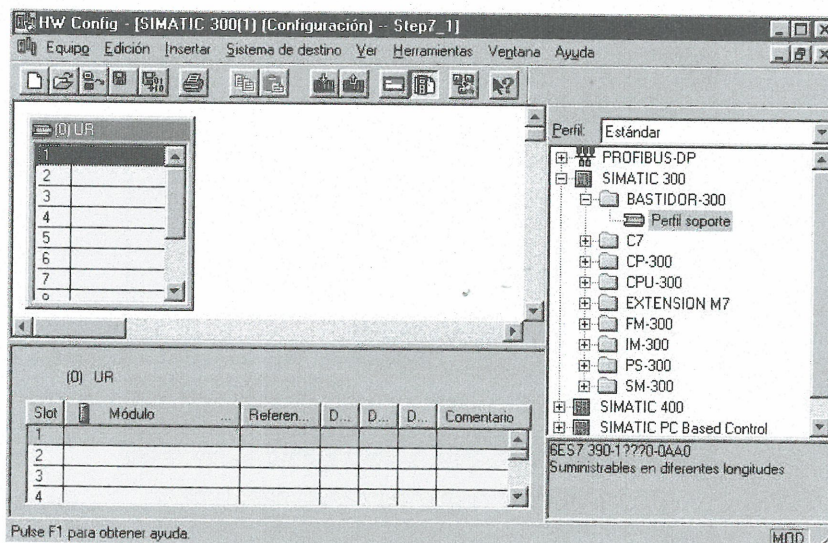 HW Config - [SIMATIC 300(1) (Configuración) -- Step7_1]
Equipo Edición Insertar Sistema de destino Ver Herramientas Ventana Ayuda
(0) UR
1
2
3
4
5
6
7
Perfil: Estándar
PROFIBUS-DP
SIMATIC 300
BASTIDOR-300
Perfil soporte
C7
CP-300
CPU-300
EXTENSION M7
FM-300
IM-300
PS-300
SM-300
SIMATIC 400
SIMATIC PC Based Control
(0) UR
Slot Módulo ... Referen... D... D... D... Comentario
1
2
3
4
6ES7 390-1???0-0AA0
Suministrables en diferentes longitudes
Pulse F1 para obtener ayuda.
MOD